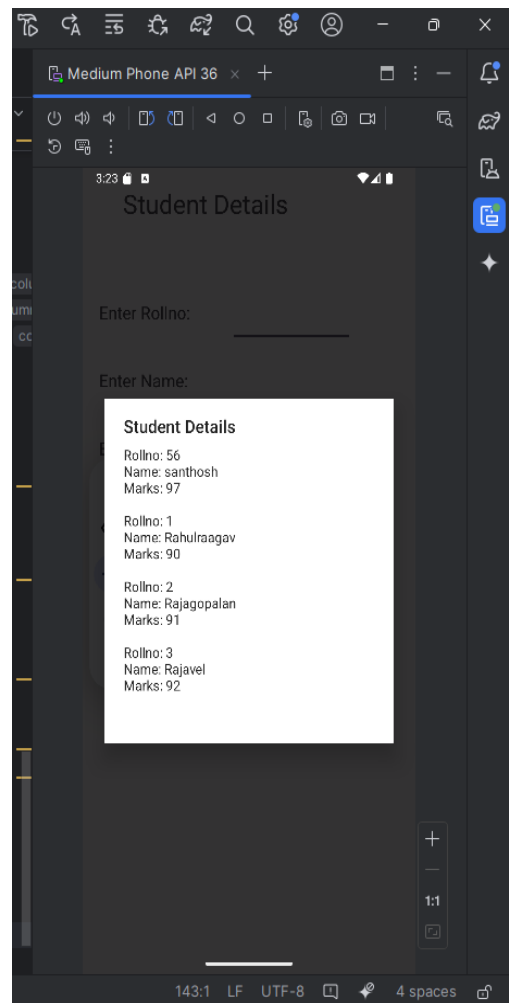 Medium Phone API 36
3:23
Student Details
colu
umn
Enter Rollno:
Enter Name:
Student Details
Rollno: 56
Name: santhosh
Marks: 97
Rollno: 1
Name: Rahulraagav
Marks: 90
Rollno: 2
Name: Rajagopalan
Marks: 91
Rollno: 3
Name: Rajavel
Marks: 92
1:1
143:1 LF UTF-8 4 spaces